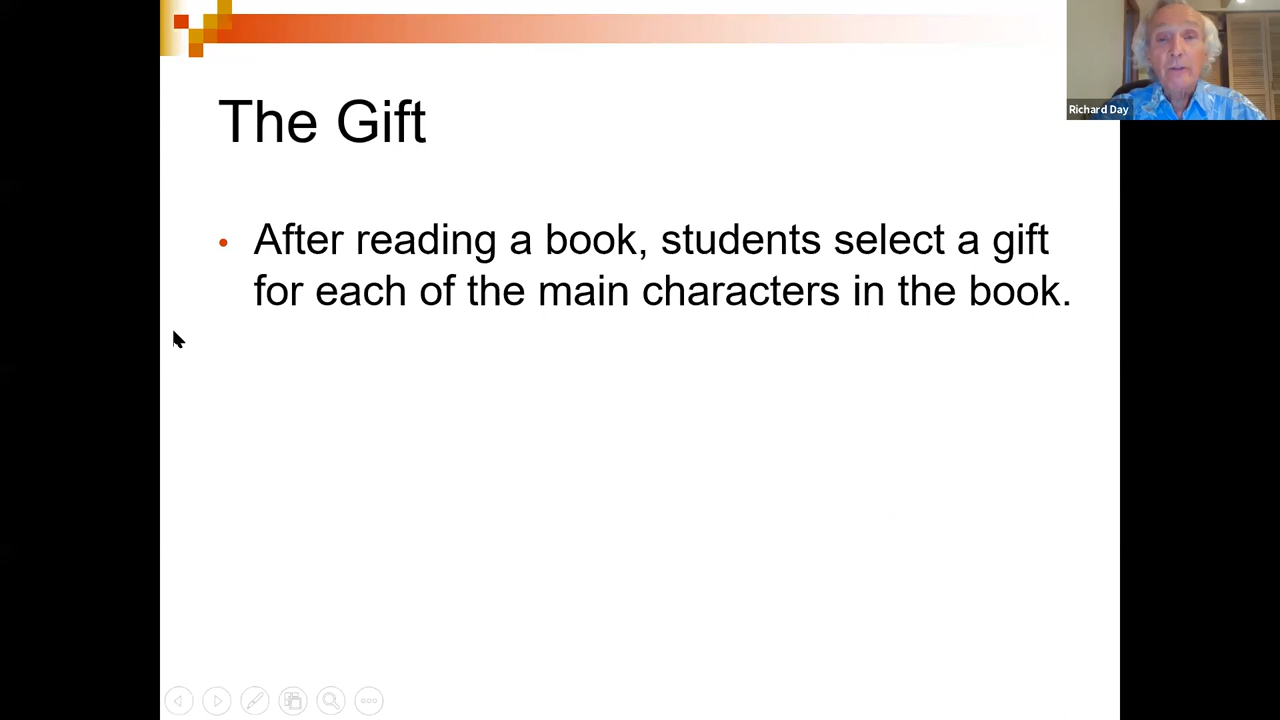 The Gift
• After reading a book, students select a gift
for each of the main characters in the book.
Richard Day